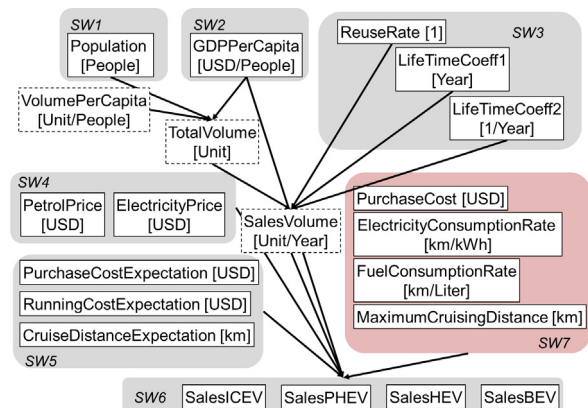 SW1
Population
[People]
SW2
GDPPerCapita
[USD/People]
ReuseRate [1]
SW3
LifeTimeCoeff1
[Year]
LifeTimeCoeff2
[1/Year]
VolumePerCapita
[Unit/People]
TotalVolume
[Unit]
SW4
PetrolPrice
[USD]
ElectricityPrice
[USD]
SalesVolume
[Unit/Year]
PurchaseCost [USD]
ElectricityConsumptionRate
[km/kWh]
FuelConsumptionRate
[km/Liter]
MaximumCruisingDistance [km]
SW7
PurchaseCostExpectation [USD]
RunningCostExpectation [USD]
CruiseDistanceExpectation [km]
SW5
SW6
SalesICEV
SalesPHEV
SalesHEV
SalesBEV